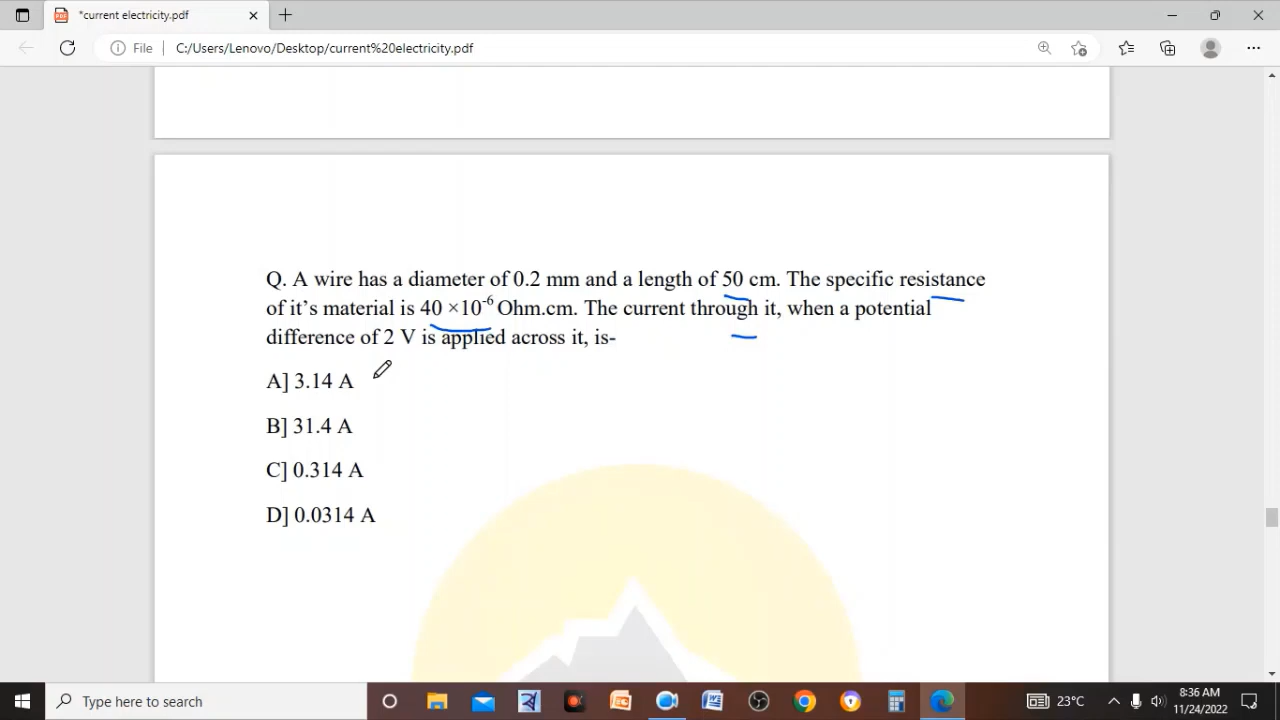 *current electricity.pdf
File
C:/Users/Lenovo/Desktop/current%20electricity.pdf
Q. A wire has a diameter of 0.2 mm and a length of 50 cm. The specific resistance
of it’s material is 40 ×10-6 Ohm.cm. The current through it, when a potential
difference of 2 V is applied across it, is-
A] 3.14 A
B] 31.4 A
C] 0.314 A
D] 0.0314 A
Type here to search
23°C
8:36 AM
11/24/2022